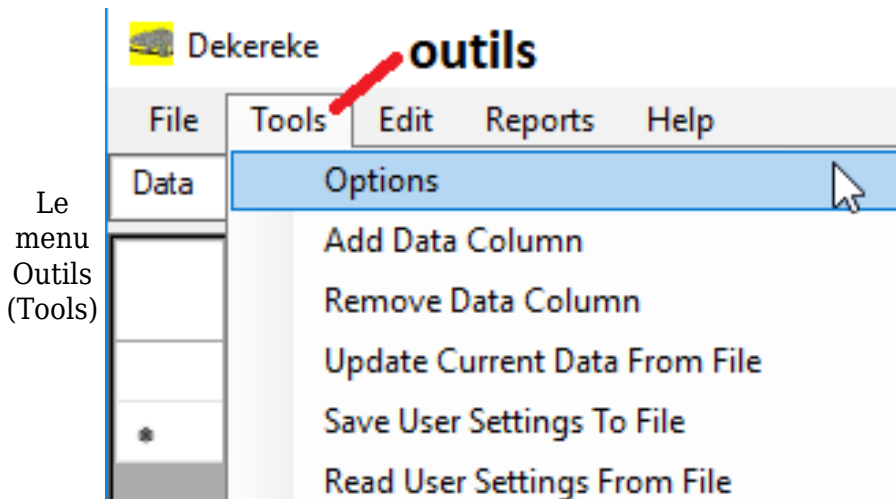 Dekereke
outils
File Tools Edit Reports Help
Data
Options
Le
menu
Outils
(Tools)
Add Data Column
Remove Data Column
Update Current Data From File
Save User Settings To File
Read User Settings From File